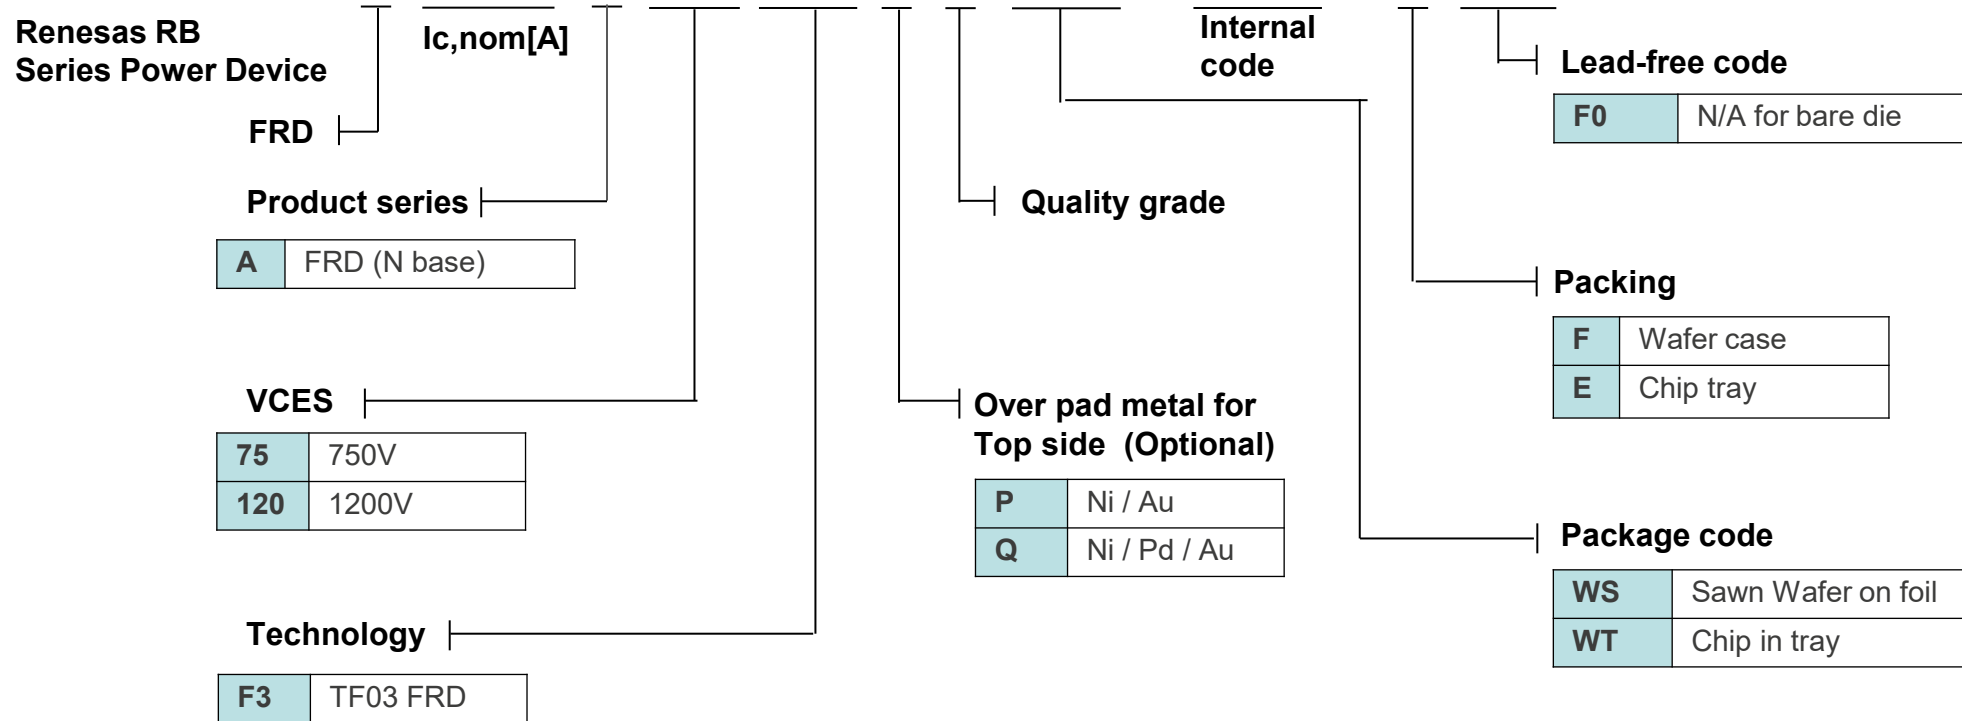 Renesas RB
Series Power Device
Ic,nom[A]
Internal
code
Lead-free code
F0 N/A for bare die
FRD
Product series
A FRD (N base)
Quality grade
Packing
F Wafer case
E Chip tray
VCES
75 750V
120 1200V
Over pad metal for
Top side (Optional)
P Ni / Au
Q Ni / Pd / Au
Package code
WS Sawn Wafer on foil
WT Chip in tray
Technology
F3 TF03 FRD